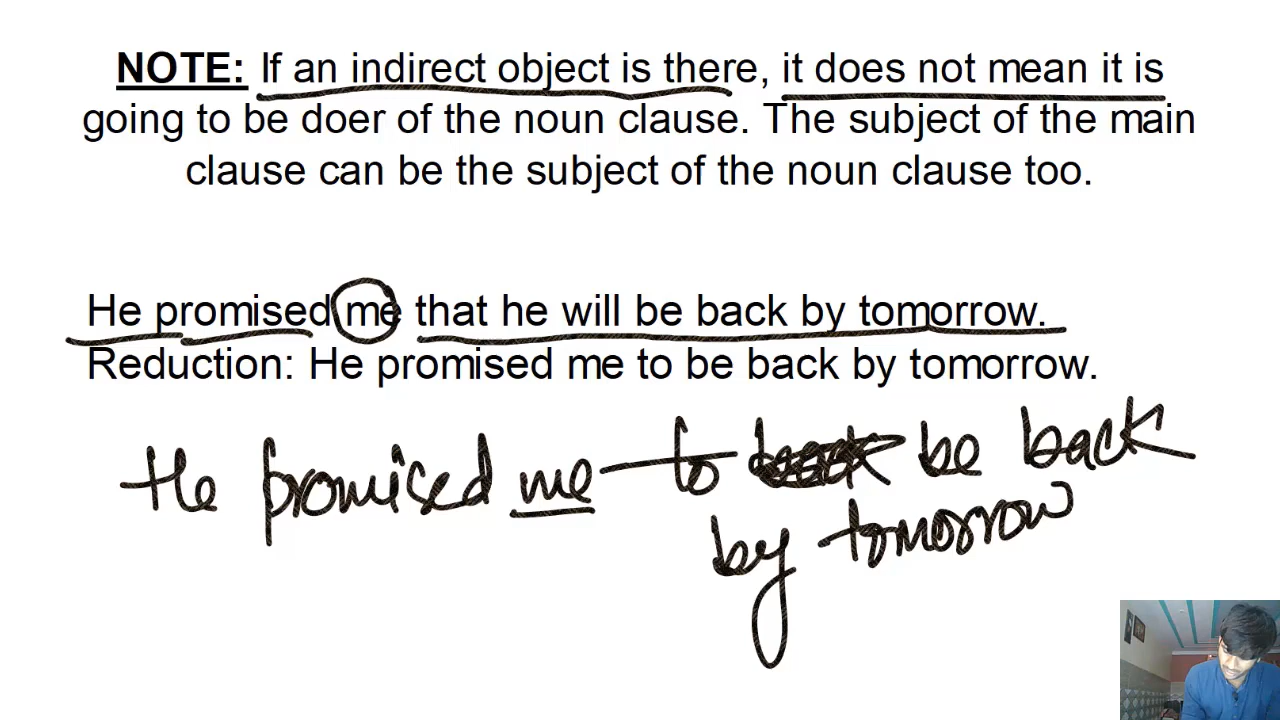 NOTE: If an indirect object is there, it does not mean it is
going to be doer of the noun clause. The subject of the main
clause can be the subject of the noun clause too.
He promised me that he will be back by tomorrow.
Reduction: He promised me to be back by tomorrow.
He promised me to be back
by tomorrow